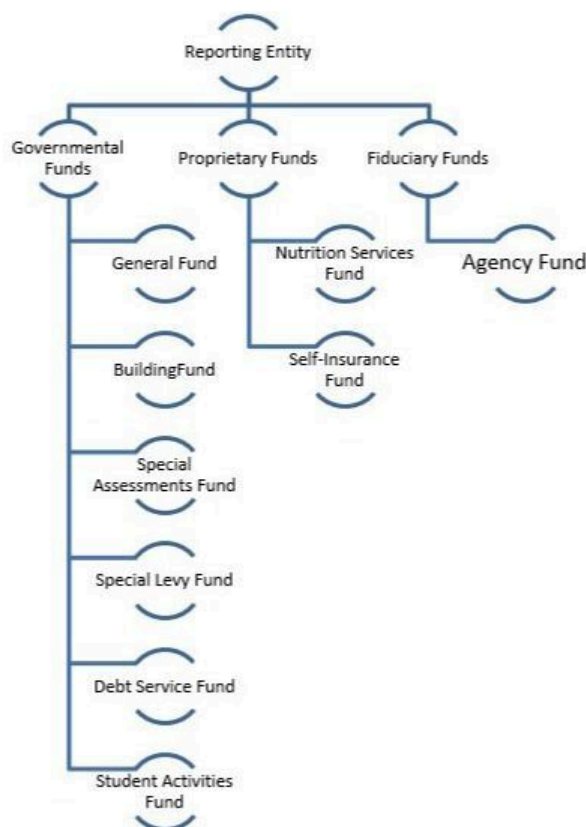 Reporting Entity
Governmental
Funds
Proprietary Funds
Fiduciary Funds
General Fund
BuildingFund
Special
Assessments Fund
Special Levy Fund
Debt Service Fund
Student Activities
Fund
Nutrition Services
Fund
Self-Insurance
Fund
Agency Fund